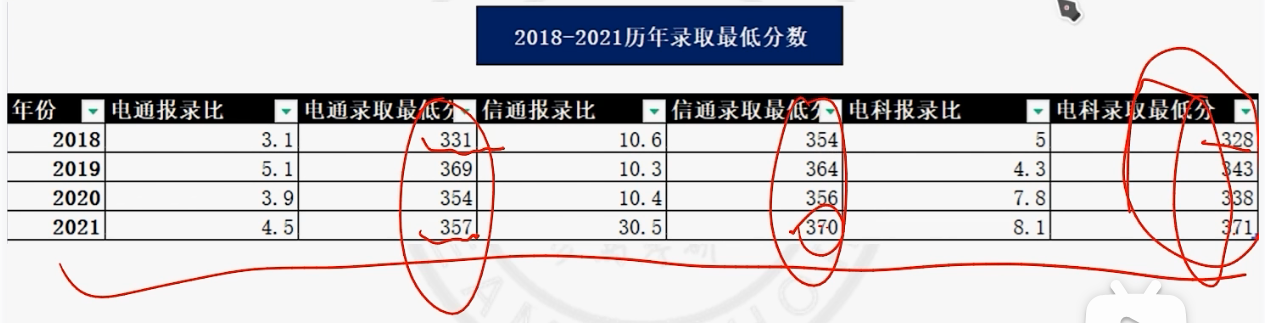 2018-2021历年录取最低分数
年份 电通报录比 电通录取最低分 信通报录比 信通录取最低分 电科报录比 电科录取最低分
2018 3.1 331 10.6 354 5 328
2019 5.1 369 10.3 364 4.3 343
2020 3.9 354 10.4 356 7.8 338
2021 4.5 357 30.5 370 8.1 371